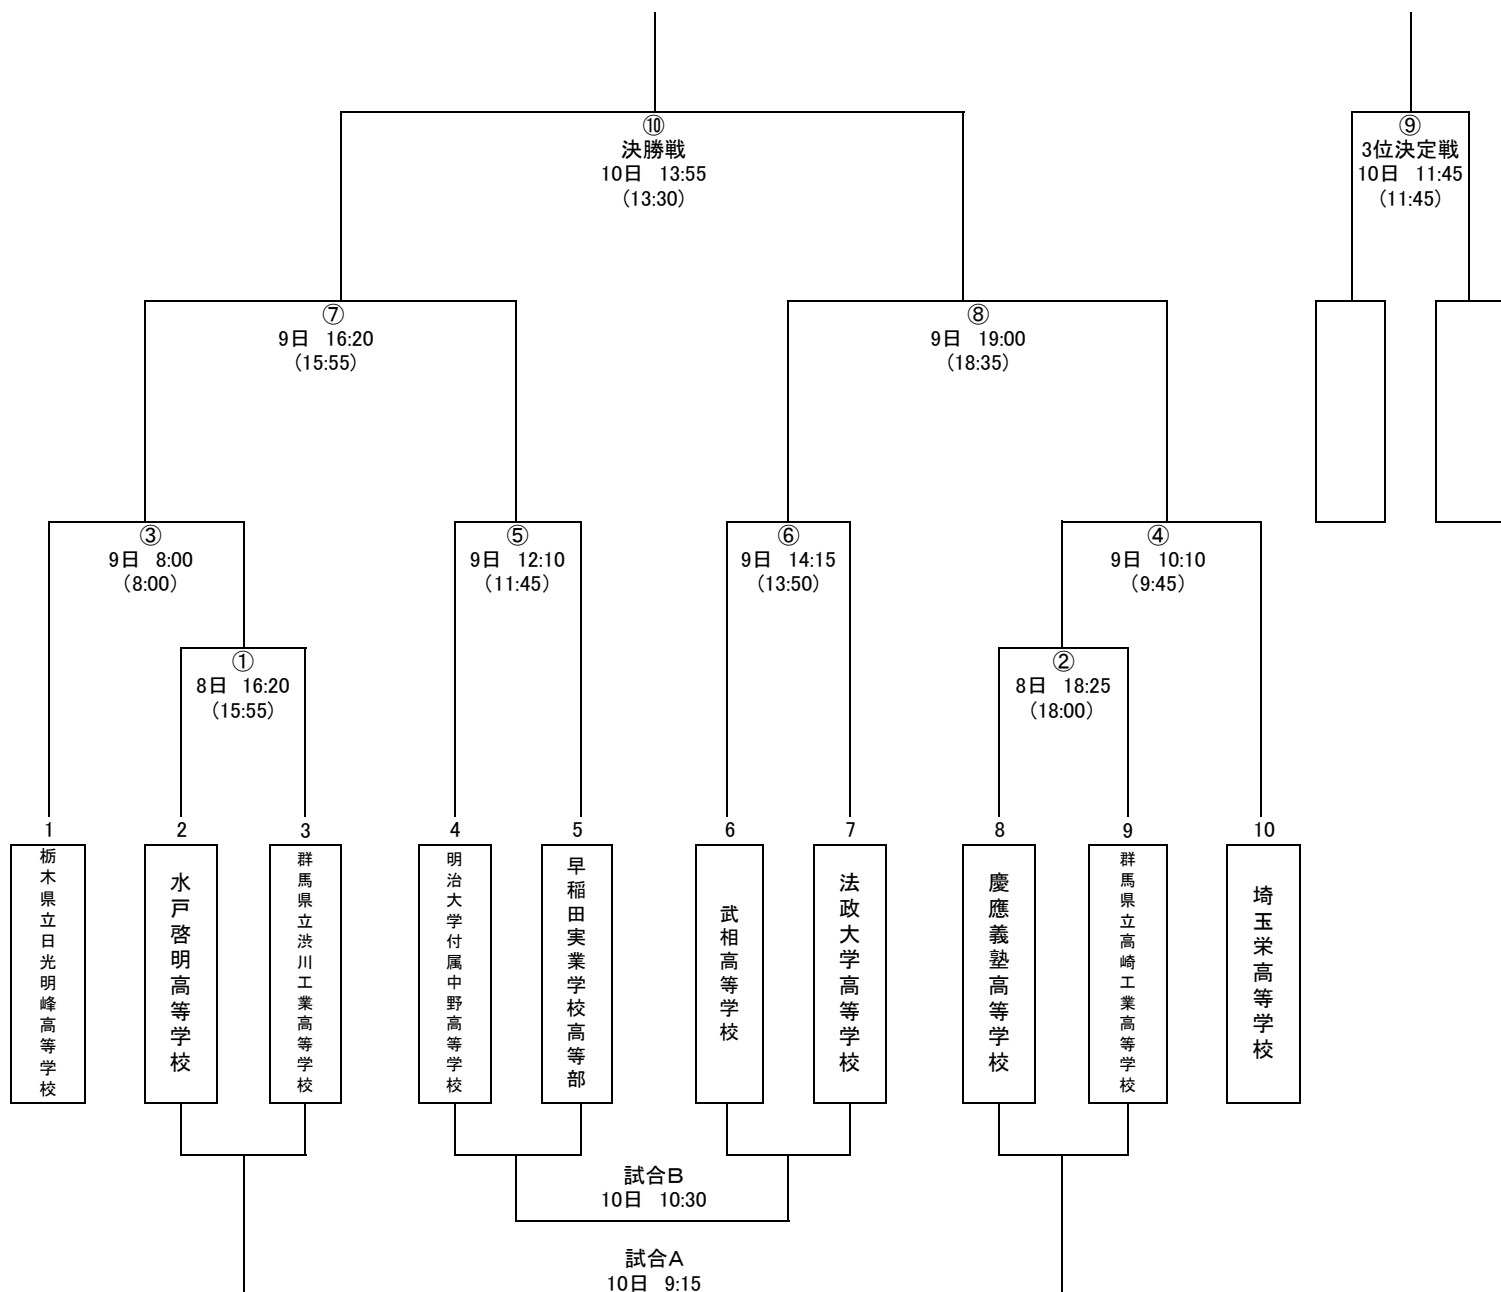 ⑩
決勝戦
10日 13:55
(13:30)
⑨
3位決定戦
10日 11:45
(11:45)
⑦
9日 16:20
(15:55)
⑧
9日 19:00
(18:35)
③
9日 8:00
(8:00)
⑤
9日 12:10
(11:45)
⑥
9日 14:15
(13:50)
④
9日 10:10
(9:45)
①
8日 16:20
(15:55)
②
8日 18:25
(18:00)
1
2
3
4
5
6
7
8
9
10
栃木県立日光明峰高等学校
水戸啓明高等学校
群馬県立渋川工業高等学校
明治大学付属中野高等学校
早稲田実業学校高等部
武相高等学校
法政大学高等学校
慶應義塾高等学校
群馬県立高崎工業高等学校
埼玉栄高等学校
試合B
10日 10:30
試合A
10日 9:15